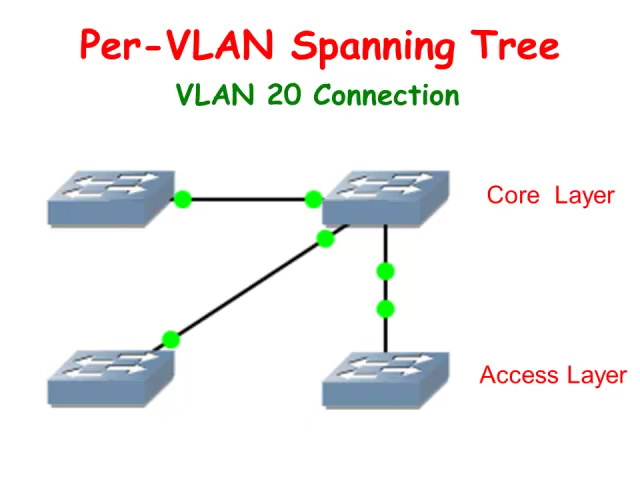 Per-VLAN Spanning Tree
VLAN 20 Connection
Core Layer
Access Layer